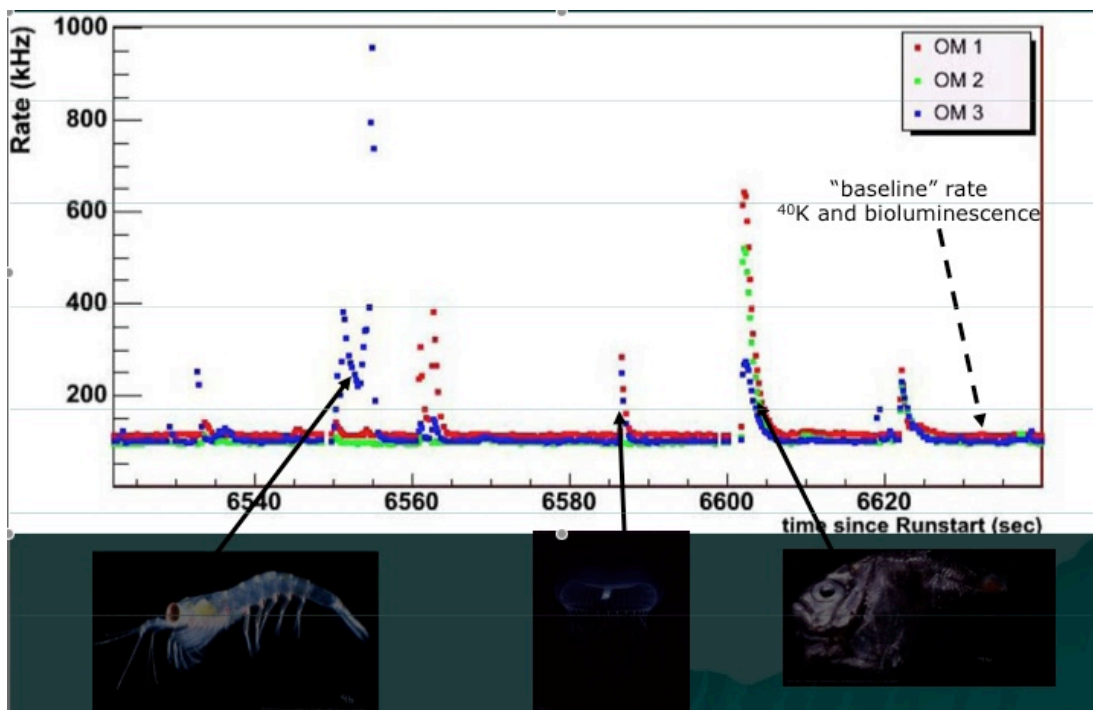 1000
800
600
400
200
Rate (kHz)
OM 1
OM 2
OM 3
“baseline” rate
⁴⁰K and bioluminescence
6540 6560 6580 6600 6620
time since Runstart (sec)